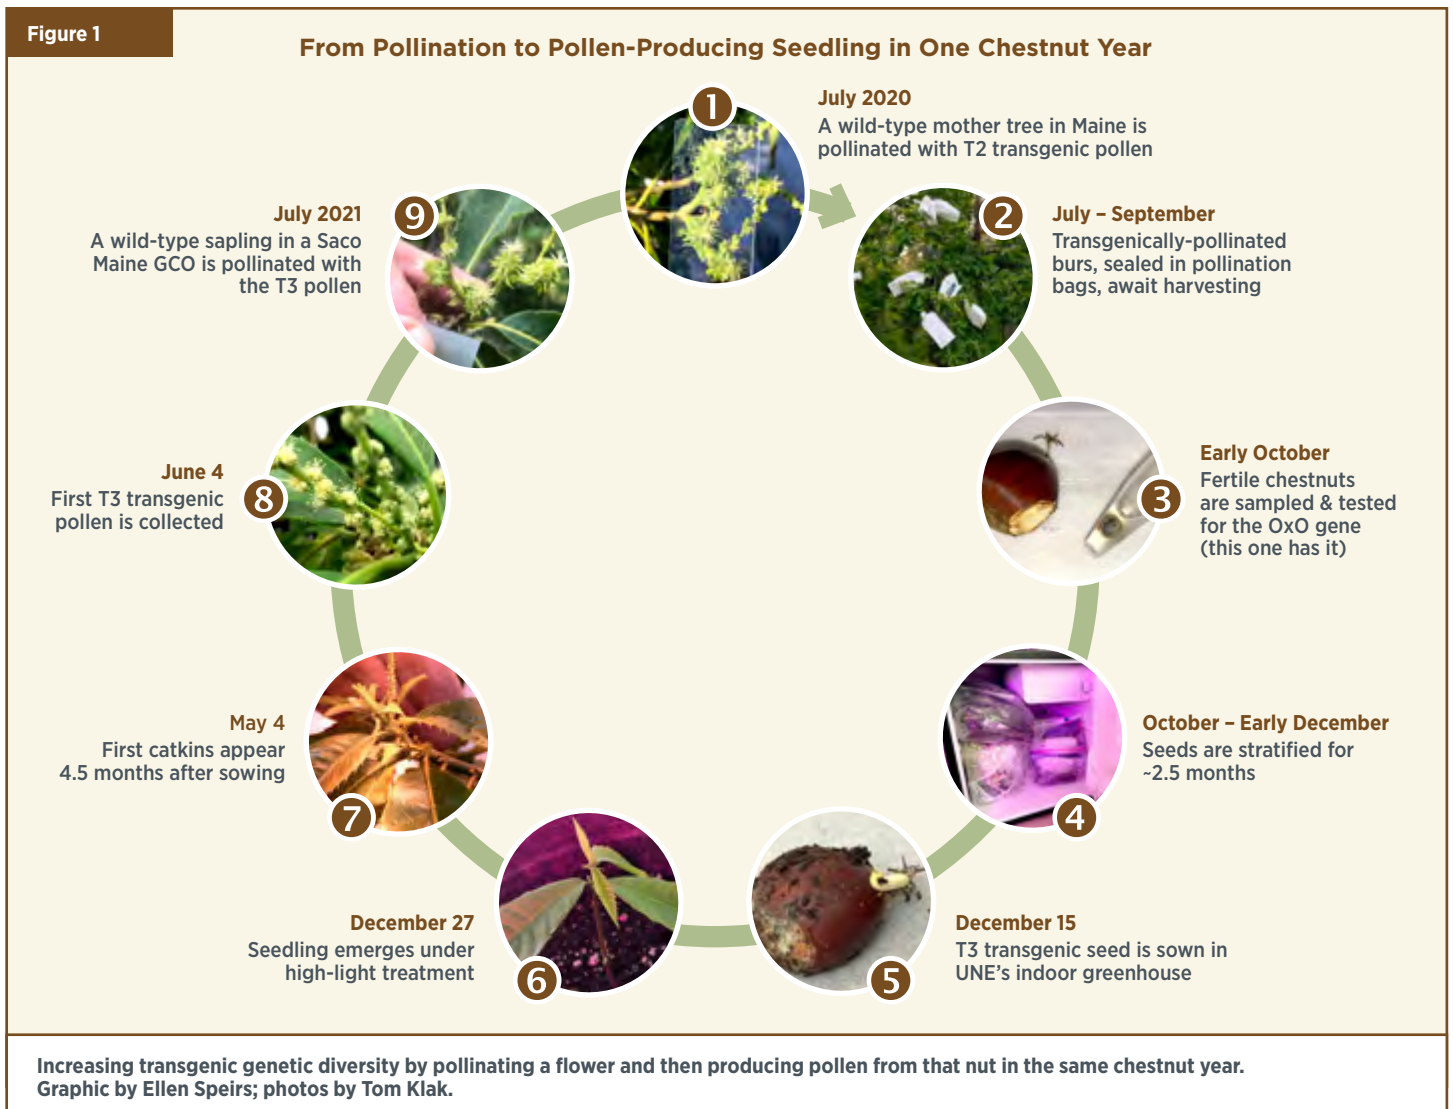 Figure 1
From Pollination to Pollen-Producing Seedling in One Chestnut Year
1
July 2020
A wild-type mother tree in Maine is
pollinated with T2 transgenic pollen
2
July – September
Transgenically-pollinated
burs, sealed in pollination
bags, await harvesting
3
Early October
Fertile chestnuts
are sampled & tested
for the OxO gene
(this one has it)
4
October – Early December
Seeds are stratified for
~2.5 months
5
December 15
T3 transgenic seed is sown in
UNE’s indoor greenhouse
6
December 27
Seedling emerges under
high-light treatment
7
May 4
First catkins appear
4.5 months after sowing
8
June 4
First T3 transgenic
pollen is collected
9
July 2021
A wild-type sapling in a Saco
Maine GCO is pollinated with
the T3 pollen
Increasing transgenic genetic diversity by pollinating a flower and then producing pollen from that nut in the same chestnut year.
Graphic by Ellen Speirs; photos by Tom Klak.